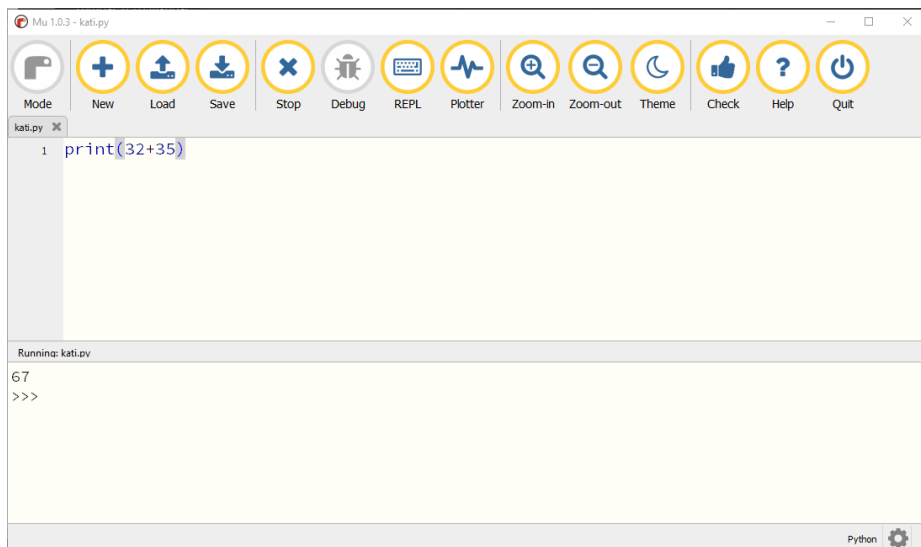 Mu 1.0.3 - kati.py
Mode New Load Save Stop Debug REPL Plotter Zoom-in Zoom-out Theme Check Help Quit
kati.py
1 print(32+35)
Running: kati.py
67
>>>
Python